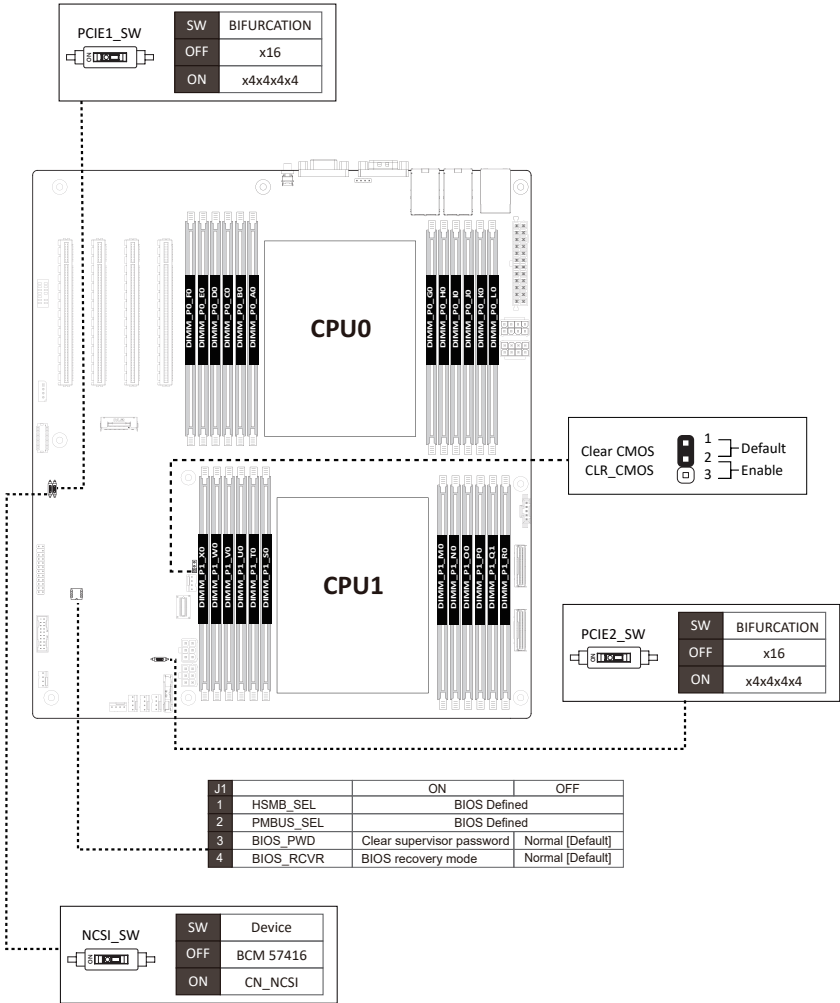 PCIE1_SW
ON
SW BIFURCATION
OFF x16
ON x4x4x4x4
DIMM_P0_F0
DIMM_P0_E0
DIMM_P0_D0
DIMM_P0_C0
DIMM_P0_B0
DIMM_P0_A0
CPU0
DIMM_P0_G0
DIMM_P0_H0
DIMM_P0_I0
DIMM_P0_J0
DIMM_P0_K0
DIMM_P0_L0
Clear CMOS
CLR_CMOS
1
2
3
Default
Enable
DIMM_P1_X0
DIMM_P1_W0
DIMM_P1_V0
DIMM_P1_U0
DIMM_P1_T0
DIMM_P1_S0
CPU1
DIMM_P1_M0
DIMM_P1_N0
DIMM_P1_O0
DIMM_P1_P0
DIMM_P1_Q1
DIMM_P1_R0
PCIE2_SW
ON
SW BIFURCATION
OFF x16
ON x4x4x4x4
J1 ON OFF
1 HSMB_SEL BIOS Defined
2 PMBUS_SEL BIOS Defined
3 BIOS_PWD Clear supervisor password Normal [Default]
4 BIOS_RCVR BIOS recovery mode Normal [Default]
NCSI_SW
ON
SW Device
OFF BCM 57416
ON CN_NCSI